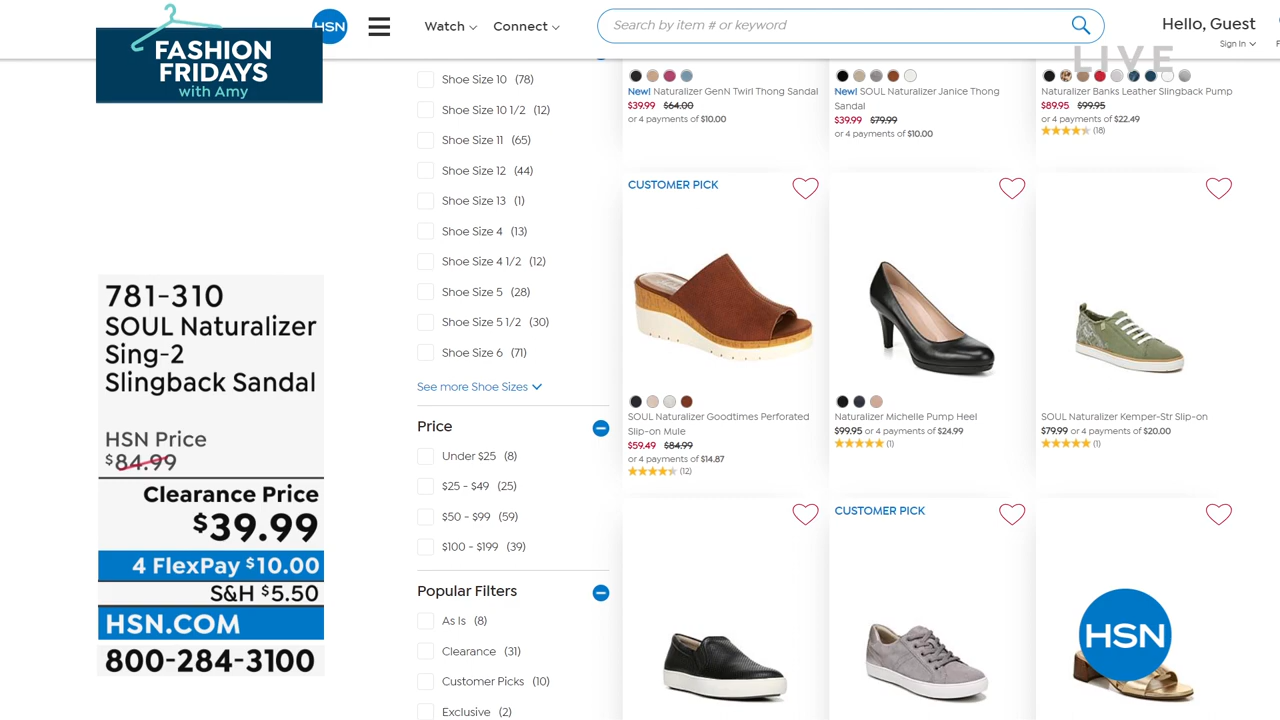 FASHION
FRIDAYS
with Amy
HSN
Watch
Connect
Search by item # or keyword
Hello, Guest
Sign In
LIVE
781-310
SOUL Naturalizer
Sing-2
Slingback Sandal
HSN Price
$84.99
Clearance Price
$39.99
4 FlexPay $10.00
S&H $5.50
HSN.COM
800-284-3100
Shoe Size 10 (78)
Shoe Size 10 1/2 (12)
Shoe Size 11 (65)
Shoe Size 12 (44)
Shoe Size 13 (1)
Shoe Size 4 (13)
Shoe Size 4 1/2 (12)
Shoe Size 5 (28)
Shoe Size 5 1/2 (30)
Shoe Size 6 (71)
See more Shoe Sizes
Price
Under $25 (8)
$25 - $49 (25)
$50 - $99 (59)
$100 - $199 (39)
Popular Filters
As Is (8)
Clearance (31)
Customer Picks (10)
Exclusive (2)
New! Naturalizer GenN Twirl Thong Sandal
$39.99 $64.00
or 4 payments of $10.00
New! SOUL Naturalizer Janice Thong
Sandal
$39.99 $79.99
or 4 payments of $10.00
Naturalizer Banks Leather Slingback Pump
$89.95 $99.95
or 4 payments of $22.49
(18)
CUSTOMER PICK
SOUL Naturalizer Goodtimes Perforated
Slip-on Mule
$59.49 $84.99
or 4 payments of $14.87
(12)
Naturalizer Michelle Pump Heel
$99.95 or 4 payments of $24.99
(1)
SOUL Naturalizer Kemper-Str Slip-on
$79.99 or 4 payments of $20.00
(1)
CUSTOMER PICK
HSN